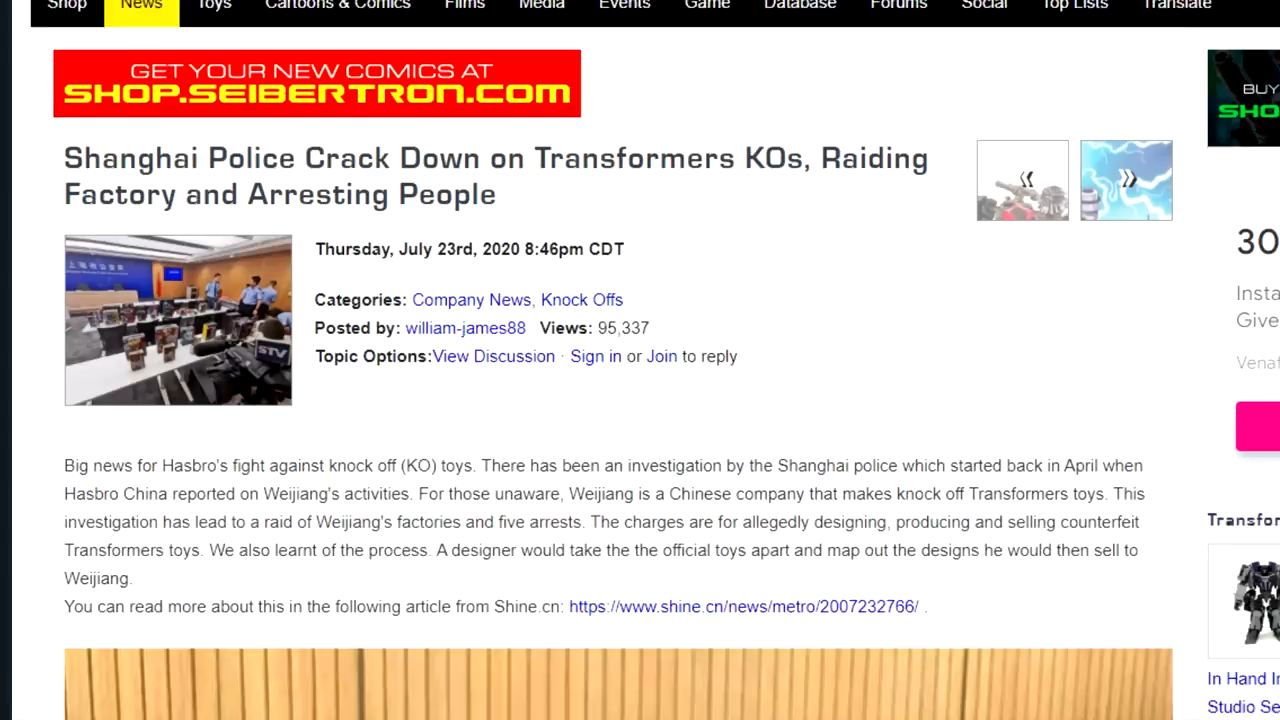 Shop News Toys Cartoons & Comics Films Media Events Game Database Forums Social Top Lists Translate
GET YOUR NEW COMICS AT
SHOP.SEIBERTRON.COM
BUY
SHO
Shanghai Police Crack Down on Transformers KOs, Raiding
Factory and Arresting People
Thursday, July 23rd, 2020 8:46pm CDT
Categories: Company News, Knock Offs
Posted by: william-james88 Views: 95,337
Topic Options:View Discussion · Sign in or Join to reply
STV
30
Insta
Give
Venaf
Big news for Hasbro's fight against knock off (KO) toys. There has been an investigation by the Shanghai police which started back in April when
Hasbro China reported on Weijiang's activities. For those unaware, Weijiang is a Chinese company that makes knock off Transformers toys. This
investigation has lead to a raid of Weijiang's factories and five arrests. The charges are for allegedly designing, producing and selling counterfeit
Transformers toys. We also learnt of the process. A designer would take the the official toys apart and map out the designs he would then sell to
Weijiang.
You can read more about this in the following article from Shine.cn: https://www.shine.cn/news/metro/2007232766/ .
Transfor
In Hand I
Studio Se